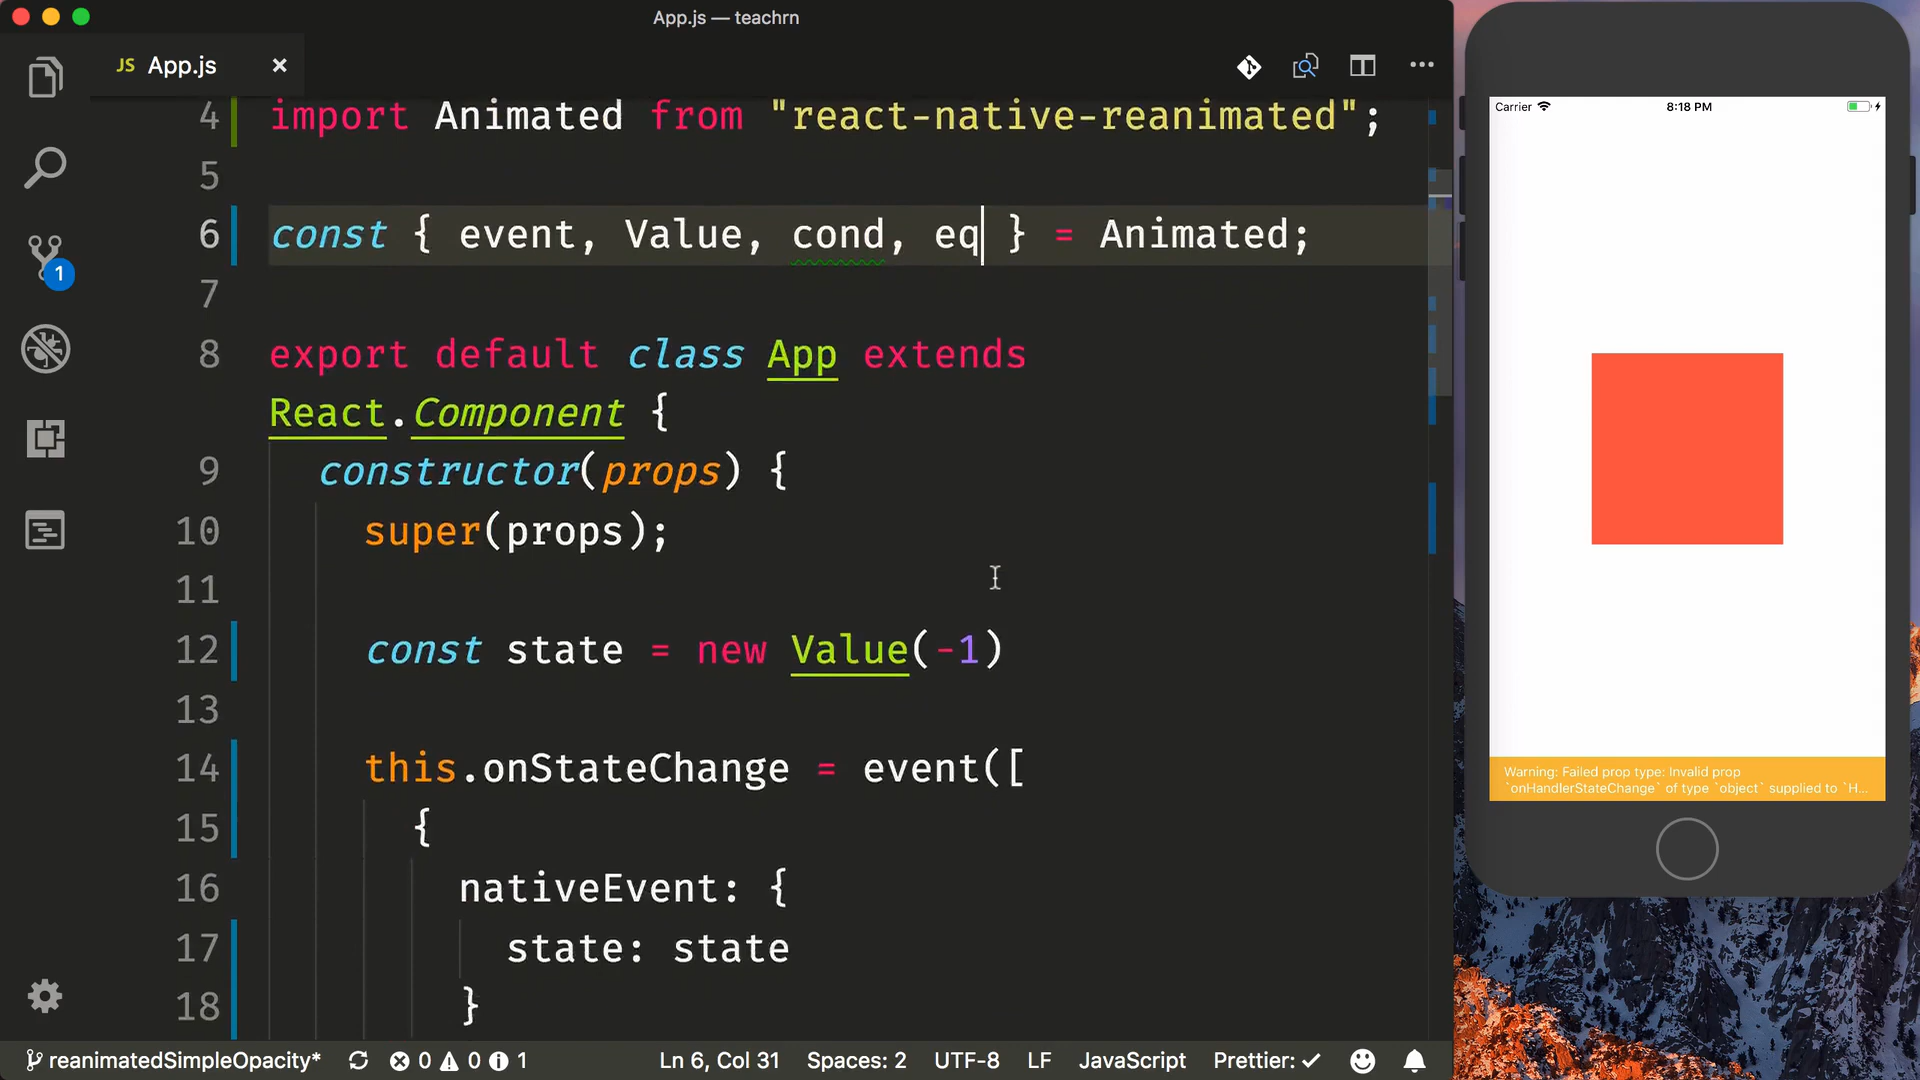 App.js — teachrn
JS App.js ×
4 import Animated from "react-native-reanimated";
5
6 const { event, Value, cond, eq } = Animated;
7
8 export default class App extends
React.Component {
9 constructor(props) {
10 super(props);
11
12 const state = new Value(-1)
13
14 this.onStateChange = event([
15 {
16 nativeEvent: {
17 state: state
18 }
1
reanimatedSimpleOpacity* 0 0 1 Ln 6, Col 31 Spaces: 2 UTF-8 LF JavaScript Prettier: ✓
Carrier 8:18 PM
Warning: Failed prop type: Invalid prop
`onHandlerStateChange` of type `object` supplied to `H...